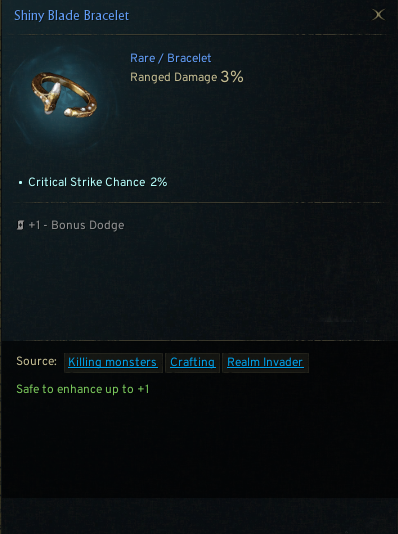 Shiny Blade Bracelet
Rare / Bracelet
Ranged Damage 3%
• Critical Strike Chance 2%
+1 - Bonus Dodge
Source: Killing monsters Crafting Realm Invader
Safe to enhance up to +1